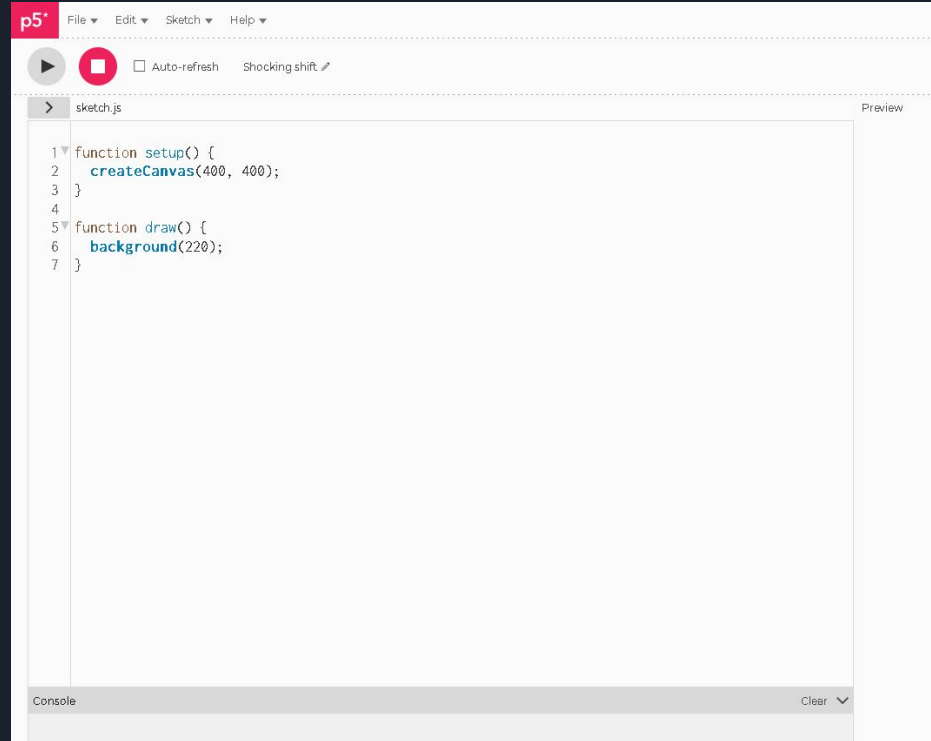 p5* File Edit Sketch Help
Auto-refresh Shocking shift
sketch.js Preview
1 function setup() {
2 createCanvas(400, 400);
3 }
4
5 function draw() {
6 background(220);
7 }
Console Clear